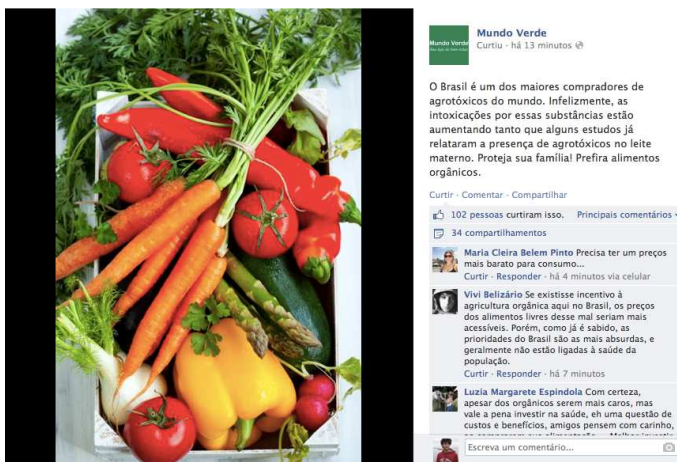 Mundo Verde
Mundo Verde
Curtiu · há 13 minutos
O Brasil é um dos maiores compradores de
agrotóxicos do mundo. Infelizmente, as
intoxicações por essas substâncias estão
aumentando tanto que alguns estudos já
relataram a presença de agrotóxicos no leite
materno. Proteja sua família! Prefira alimentos
orgânicos.
Curtir · Comentar · Compartilhar
102 pessoas curtiram isso. Principais comentários
34 compartilhamentos
Maria Cleira Belem Pinto Precisa ter um preços
mais barato para consumo...
Curtir · Responder · há 4 minutos via celular
Vivi Belizário Se existisse incentivo à
agricultura orgânica aqui no Brasil, os preços
dos alimentos livres desse mal seriam mais
acessíveis. Porém, como já é sabido, as
prioridades do Brasil são as mais absurdas, e
geralmente não estão ligadas à saúde da
população.
Curtir · Responder · há 7 minutos
Luzia Margarete Espindola Com certeza,
apesar dos orgânicos serem mais caros, mas
vale a pena investir na saúde, eh uma questão de
custos e benefícios, amigos pensem com carinho,
Escreva um comentário...